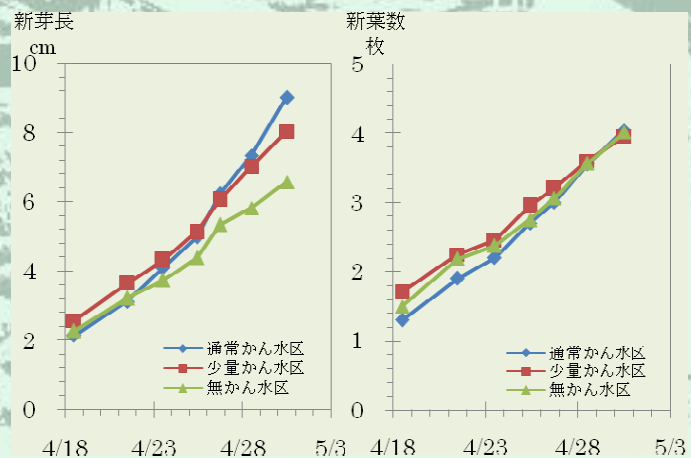 新芽長
cm
10
8
6
4
2
0
4/18
4/23
4/28
5/3
通常かん水区
少量かん水区
無かん水区
新葉数
枚
5
4
3
2
1
0
4/18
4/23
4/28
5/3
通常かん水区
少量かん水区
無かん水区